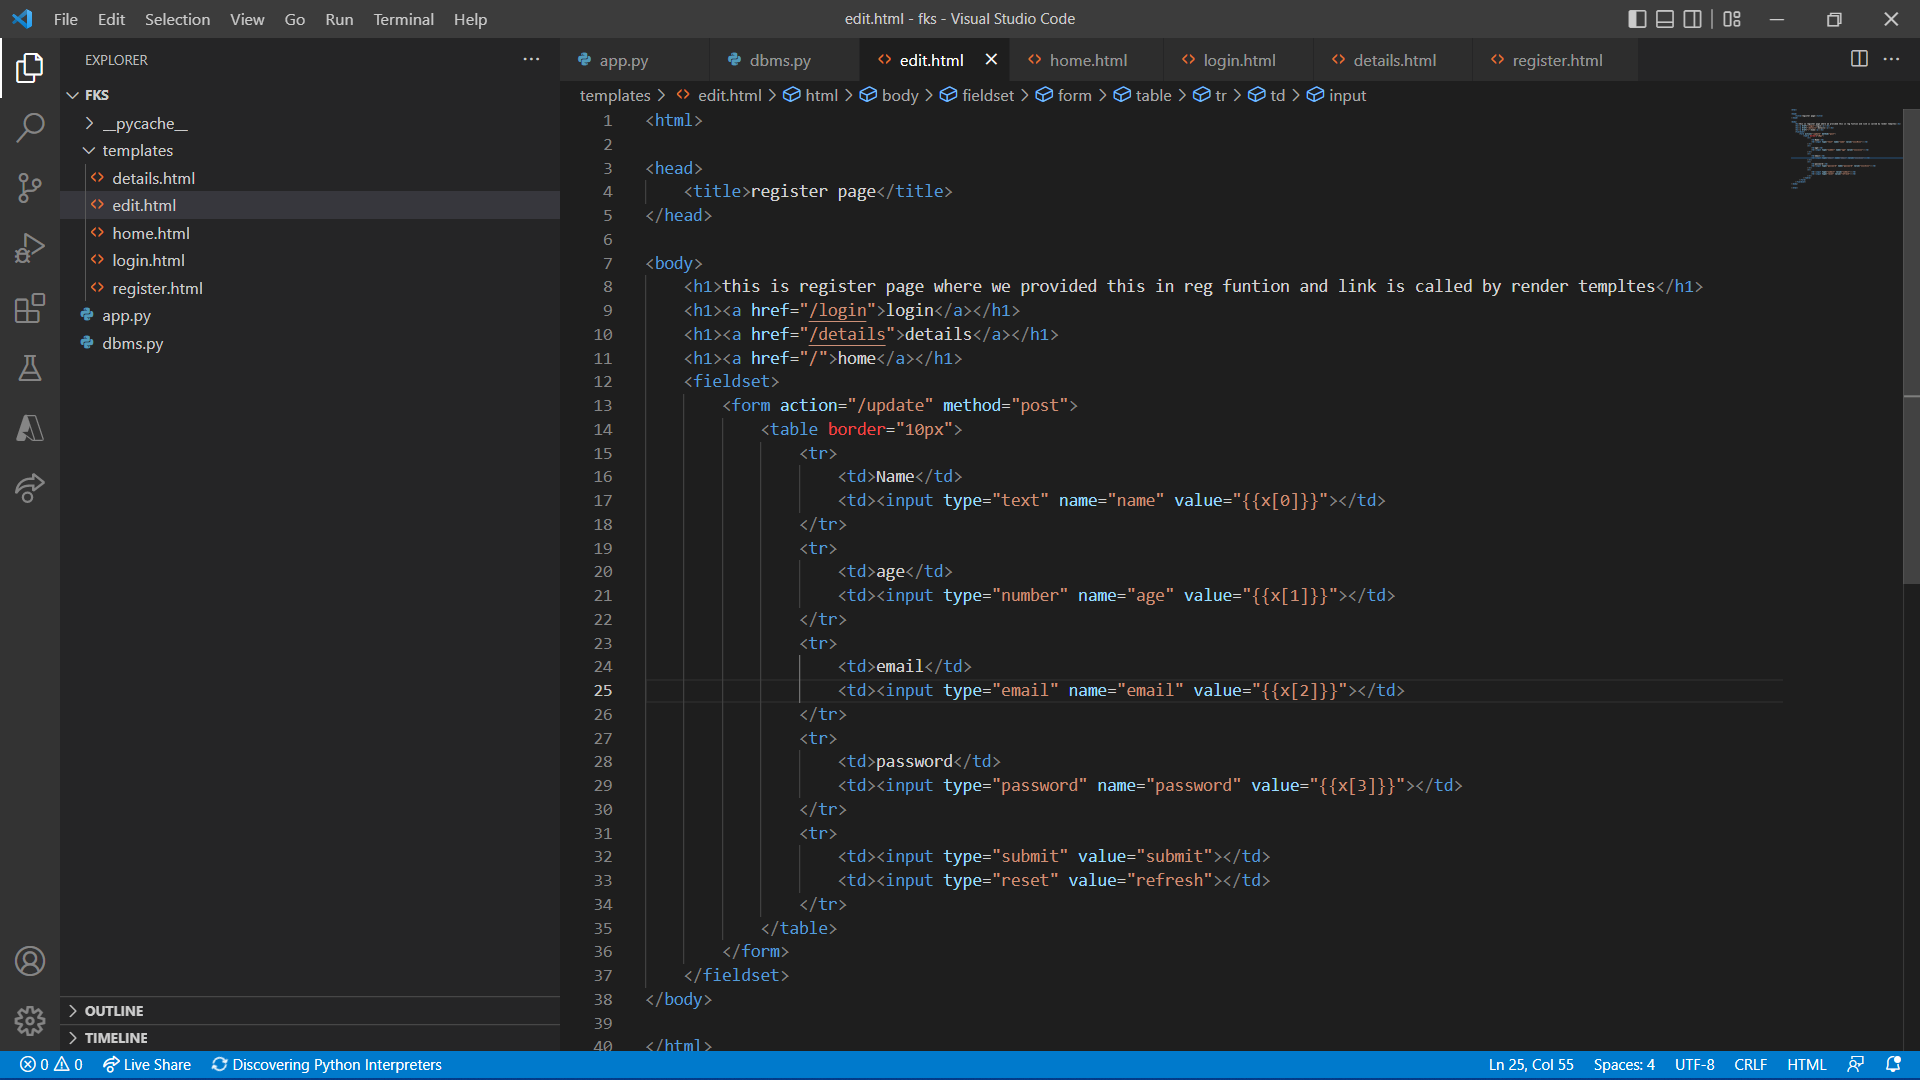 File Edit Selection View Go Run Terminal Help
edit.html - fks - Visual Studio Code
EXPLORER
FKS
__pycache__
templates
details.html
edit.html
home.html
login.html
register.html
app.py
dbms.py
OUTLINE
TIMELINE
app.py dbms.py edit.html home.html login.html details.html register.html
templates > edit.html > html > body > fieldset > form > table > tr > td > input
1 <html>
2
3 <head>
4 <title>register page</title>
5 </head>
6
7 <body>
8 <h1>this is register page where we provided this in reg funtion and link is called by render templtes</h1>
9 <h1><a href="/login">login</a></h1>
10 <h1><a href="/details">details</a></h1>
11 <h1><a href="/">home</a></h1>
12 <fieldset>
13 <form action="/update" method="post">
14 <table border="10px">
15 <tr>
16 <td>Name</td>
17 <td><input type="text" name="name" value="{{x[0]}}"></td>
18 </tr>
19 <tr>
20 <td>age</td>
21 <td><input type="number" name="age" value="{{x[1]}}"></td>
22 </tr>
23 <tr>
24 <td>email</td>
25 <td><input type="email" name="email" value="{{x[2]}}"></td>
26 </tr>
27 <tr>
28 <td>password</td>
29 <td><input type="password" name="password" value="{{x[3]}}"></td>
30 </tr>
31 <tr>
32 <td><input type="submit" value="submit"></td>
33 <td><input type="reset" value="refresh"></td>
34 </tr>
35 </table>
36 </form>
37 </fieldset>
38 </body>
39
40 </html>
0 0 Live Share Discovering Python Interpreters
Ln 25, Col 55 Spaces: 4 UTF-8 CRLF HTML